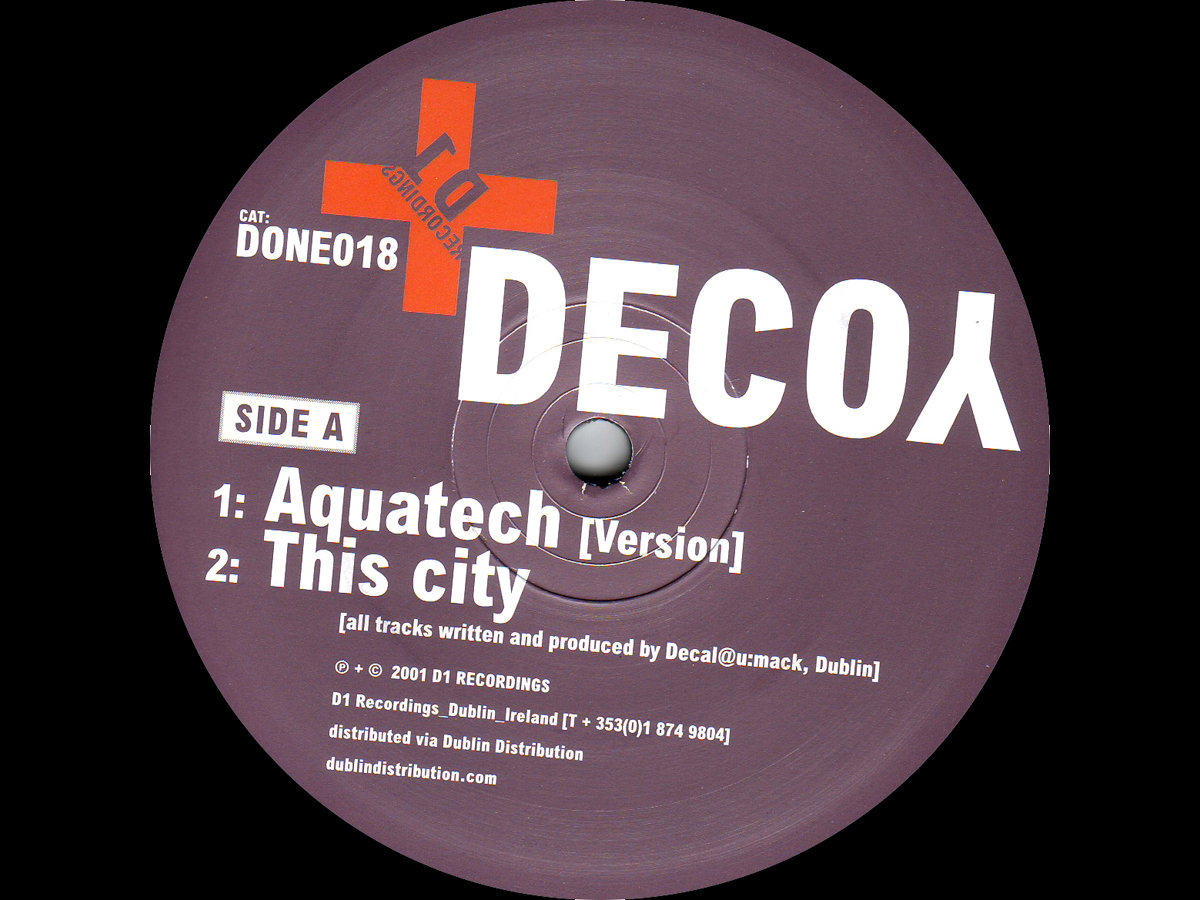 D1
RECORDINGS
CAT:
DONE018
DECOY
SIDE A
1: Aquatech [Version]
2: This city
[all tracks written and produced by Decal@u:mack, Dublin]
℗ + © 2001 D1 RECORDINGS
D1 Recordings_Dublin_Ireland [T + 353(0)1 874 9804]
distributed via Dublin Distribution
dublindistribution.com